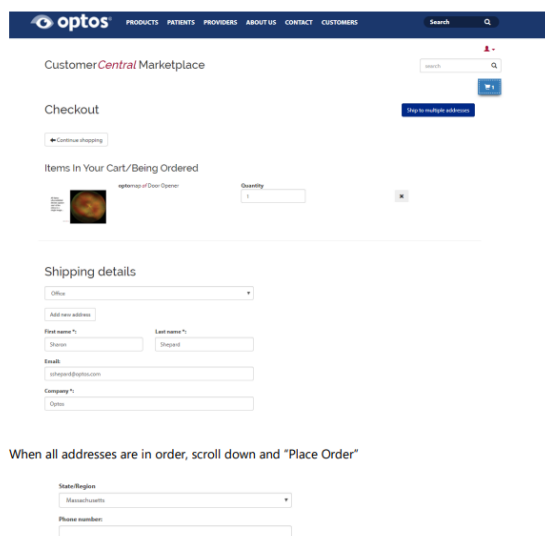 optos®
PRODUCTS PATIENTS PROVIDERS ABOUT US CONTACT CUSTOMERS
Search
CustomerCentral Marketplace
search
1
Checkout
Ship to multiple addresses
Continue shopping
Items In Your Cart/Being Ordered
optomap af Door Opener
Quantity
1
Shipping details
Office
Add new address
First name *:
Last name *:
Sharon
Shepard
Email:
sshepard@optos.com
Company *:
Optos
When all addresses are in order, scroll down and “Place Order”
State/Region
Massachusetts
Phone number: